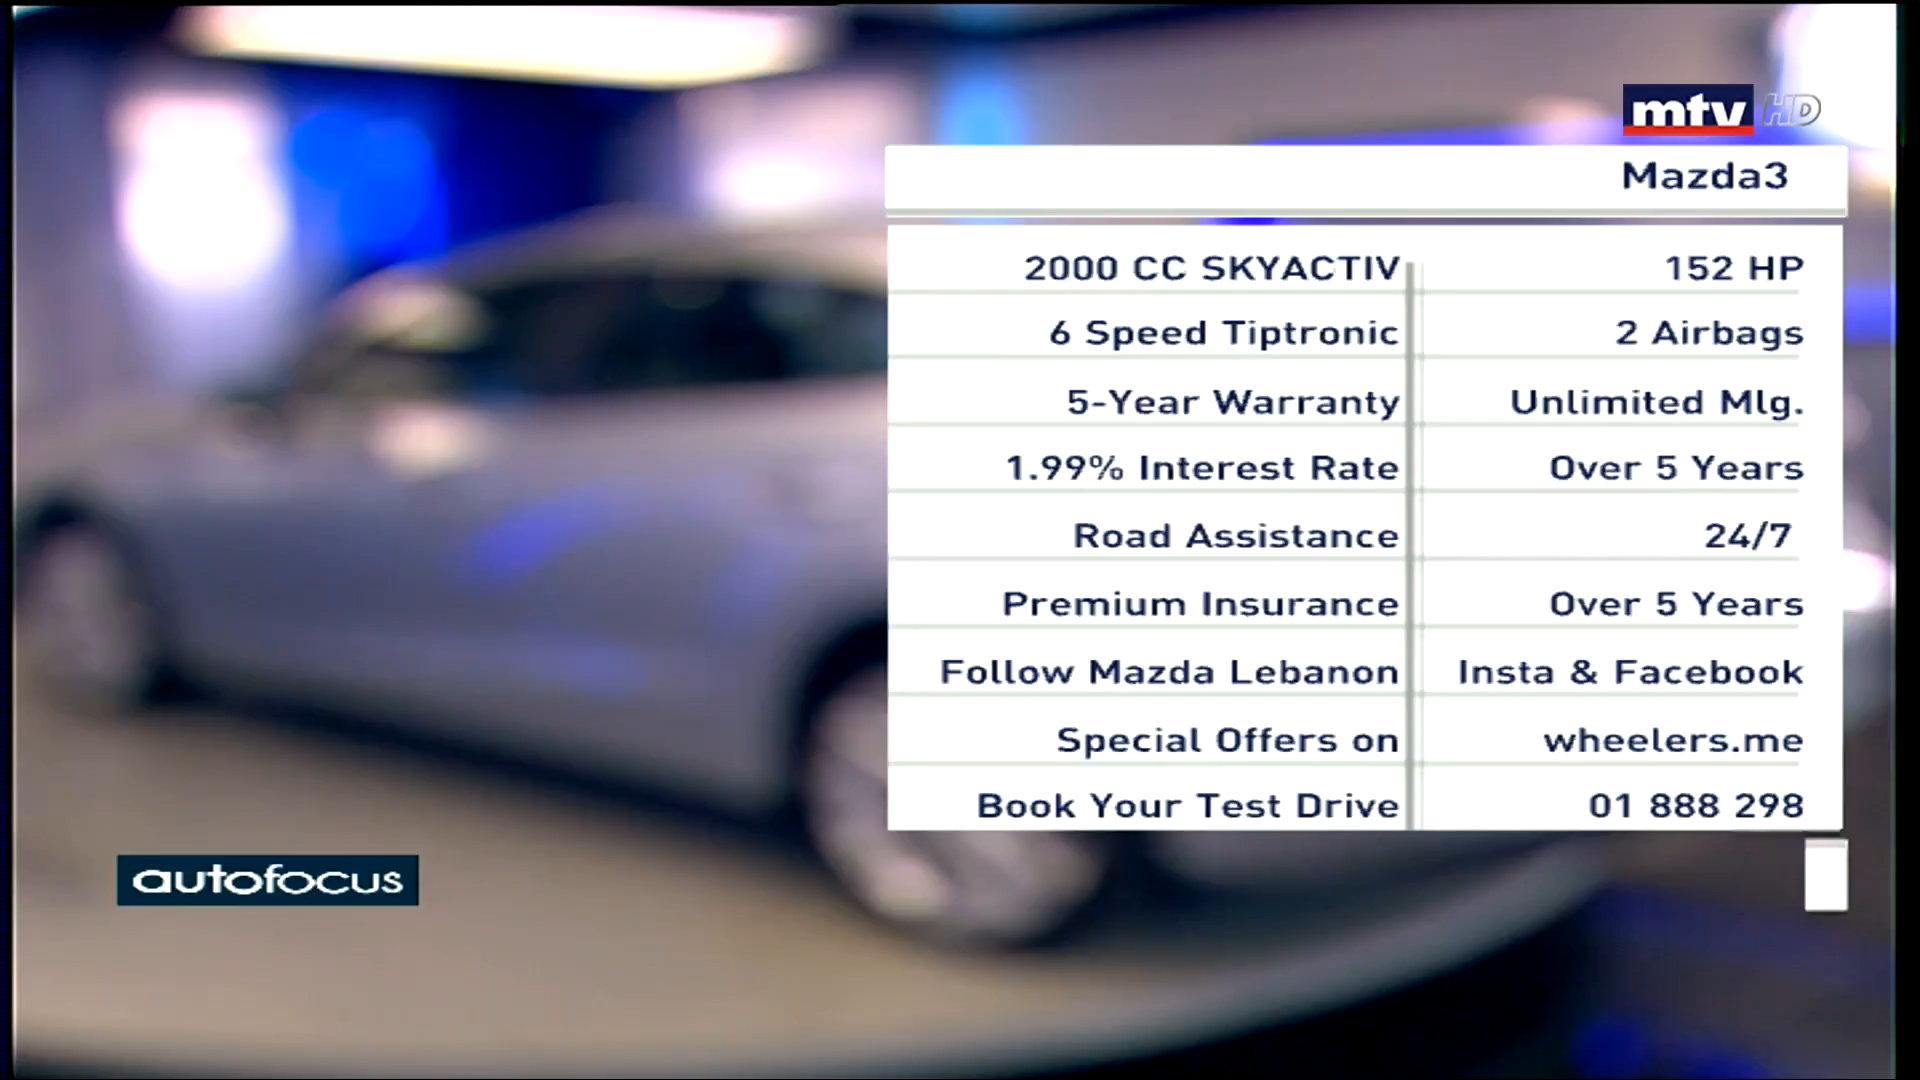 mtv HD
Mazda3
2000 CC SKYACTIV 152 HP
6 Speed Tiptronic 2 Airbags
5-Year Warranty Unlimited Mlg.
1.99% Interest Rate Over 5 Years
Road Assistance 24/7
Premium Insurance Over 5 Years
Follow Mazda Lebanon Insta & Facebook
Special Offers on wheelers.me
Book Your Test Drive 01 888 298
autofocus